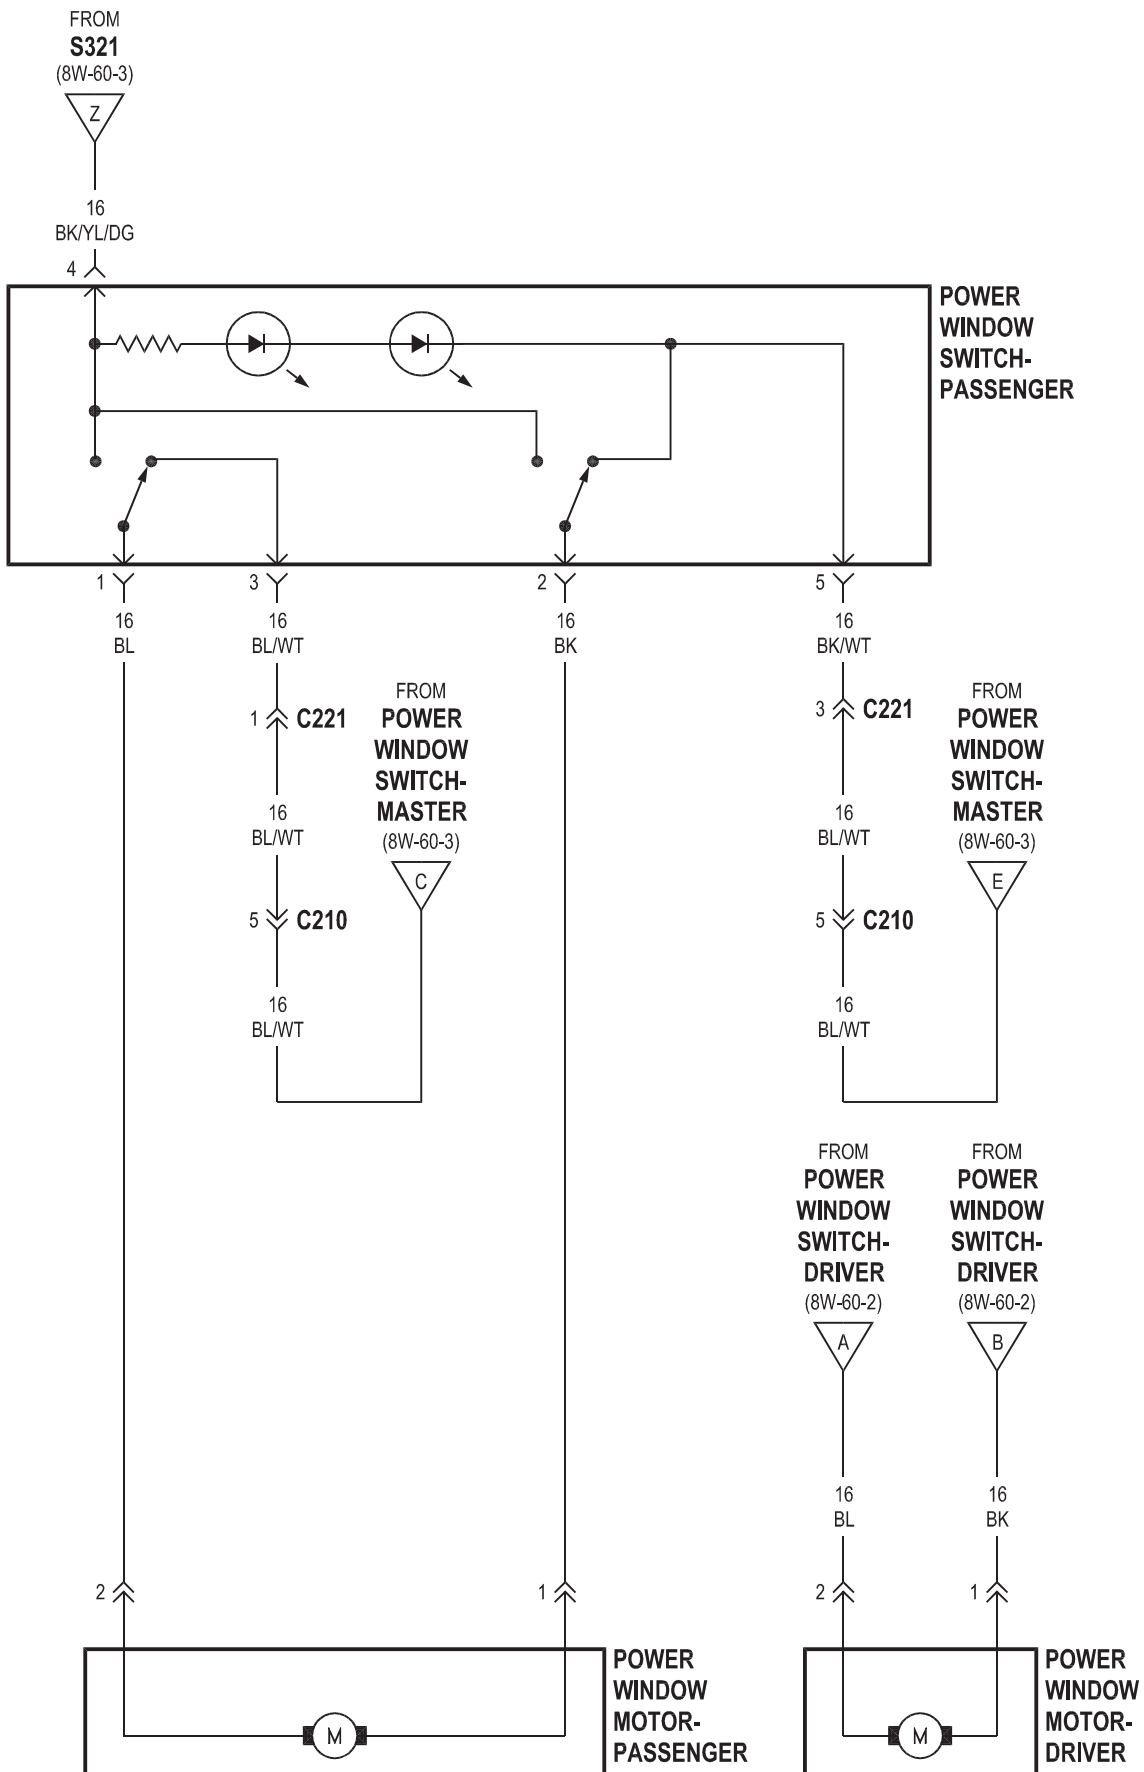 FROM
S321
(8W-60-3)
Z
16
BK/YL/DG
4
POWER
WINDOW
SWITCH-
PASSENGER
1
3
2
5
16
BL
16
BL/WT
16
BK
16
BK/WT
1
C221
FROM
POWER
WINDOW
SWITCH-
MASTER
(8W-60-3)
C
3
C221
FROM
POWER
WINDOW
SWITCH-
MASTER
(8W-60-3)
E
16
BL/WT
16
BL/WT
5
C210
5
C210
16
BL/WT
16
BL/WT
FROM
POWER
WINDOW
SWITCH-
DRIVER
(8W-60-2)
A
FROM
POWER
WINDOW
SWITCH-
DRIVER
(8W-60-2)
B
16
BL
16
BK
2
1
2
1
M
POWER
WINDOW
MOTOR-
PASSENGER
M
POWER
WINDOW
MOTOR-
DRIVER